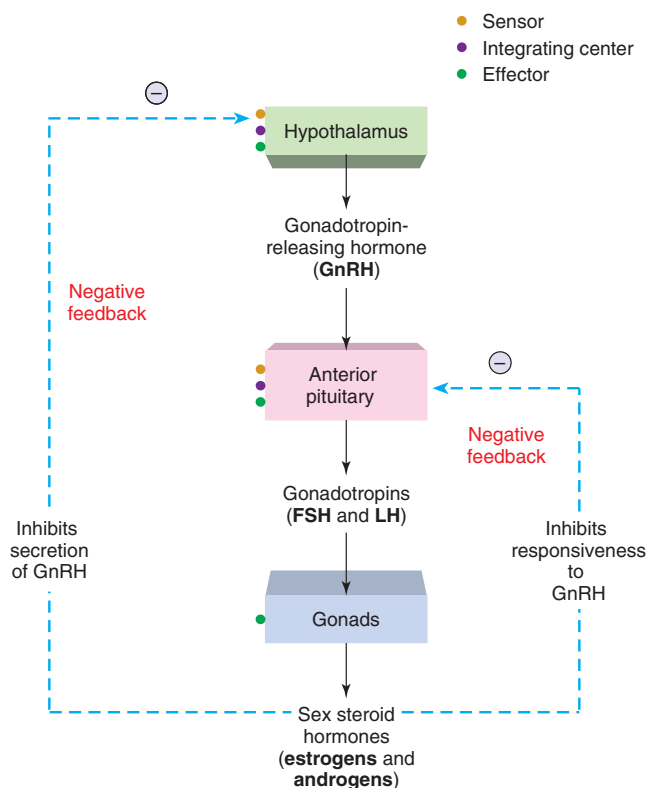 Sensor
Integrating center
Effector
−
Hypothalamus
Gonadotropin-
releasing hormone
(GnRH)
Negative
feedback
−
Anterior
pituitary
Negative
feedback
Gonadotropins
(FSH and LH)
Inhibits
secretion
of GnRH
Inhibits
responsiveness
to
GnRH
Gonads
Sex steroid
hormones
(estrogens and
androgens)